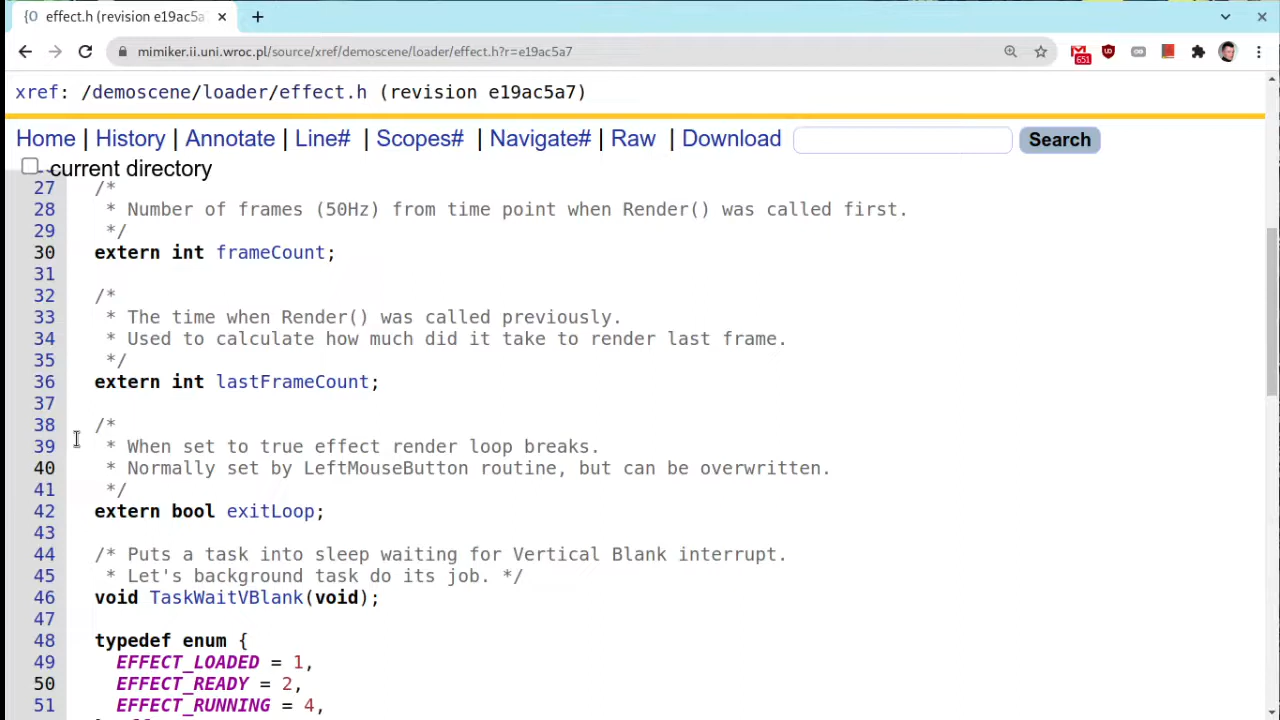 effect.h (revision e19ac5a
mimiker.ii.uni.wroc.pl/source/xref/demoscene/loader/effect.h?r=e19ac5a7
651
xref: /demoscene/loader/effect.h (revision e19ac5a7)
Home | History | Annotate | Line# | Scopes# | Navigate# | Raw | Download Search
current directory
27 /*
28 * Number of frames (50Hz) from time point when Render() was called first.
29 */
30 extern int frameCount;
31
32 /*
33 * The time when Render() was called previously.
34 * Used to calculate how much did it take to render last frame.
35 */
36 extern int lastFrameCount;
37
38 /*
39 * When set to true effect render loop breaks.
40 * Normally set by LeftMouseButton routine, but can be overwritten.
41 */
42 extern bool exitLoop;
43
44 /* Puts a task into sleep waiting for Vertical Blank interrupt.
45 * Let's background task do its job. */
46 void TaskWaitVBlank(void);
47
48 typedef enum {
49 EFFECT_LOADED = 1,
50 EFFECT_READY = 2,
51 EFFECT_RUNNING = 4,